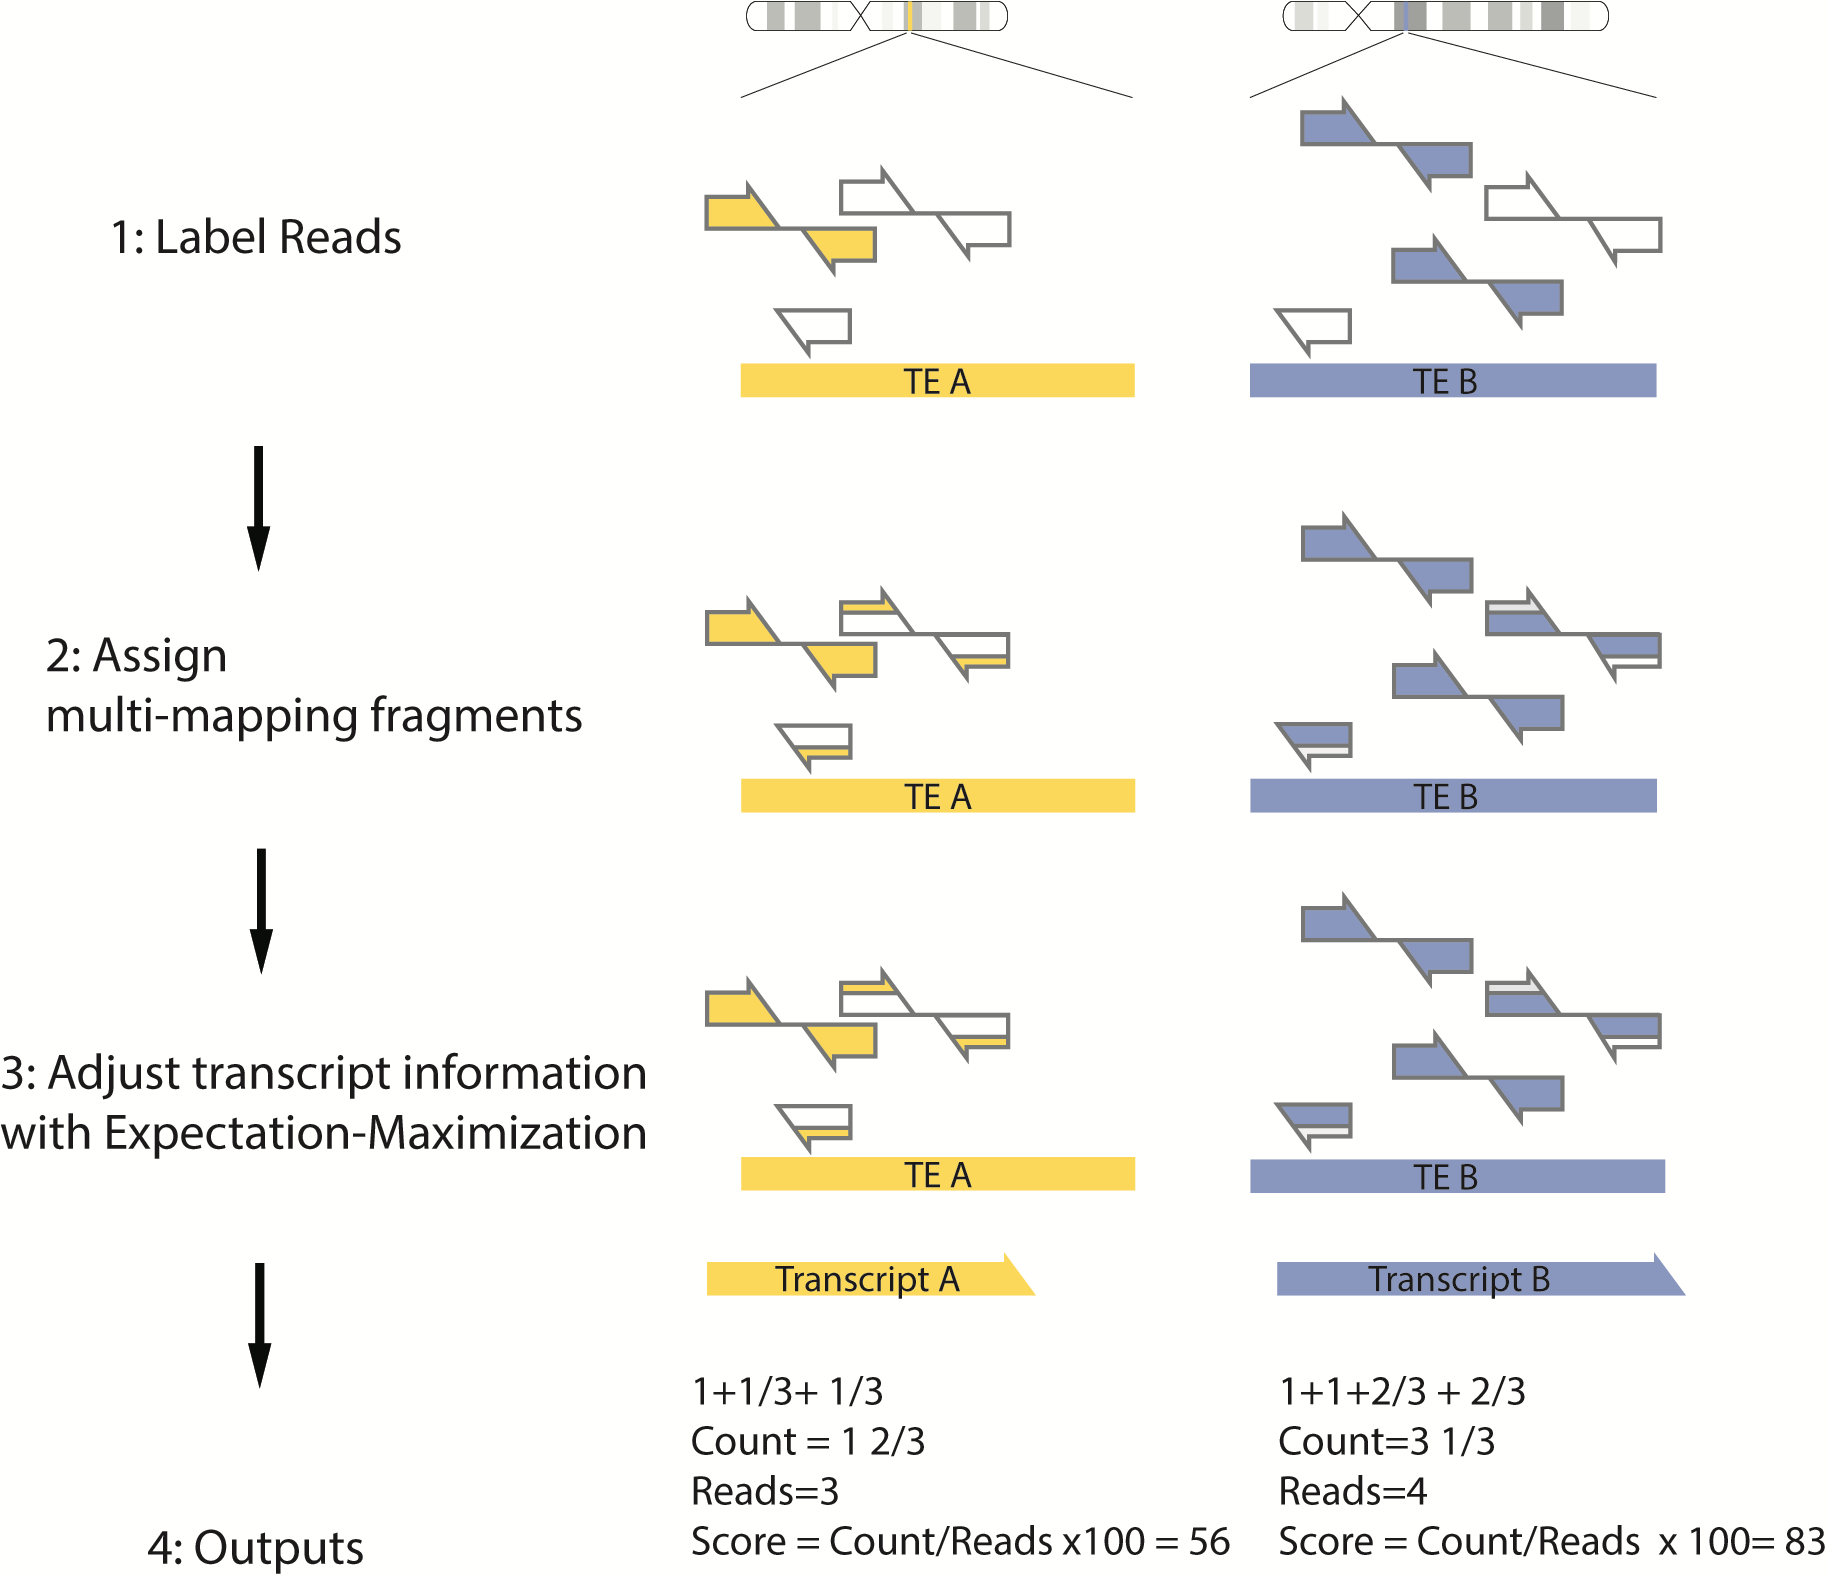 1: Label Reads
TE A
TE B
2: Assign
multi-mapping fragments
TE A
TE B
3: Adjust transcript information
with Expectation-Maximization
TE A
TE B
Transcript A
Transcript B
1+1/3+ 1/3
Count = 1 2/3
Reads=3
Score = Count/Reads x100 = 56
1+1+2/3 + 2/3
Count=3 1/3
Reads=4
Score = Count/Reads x 100= 83
4: Outputs